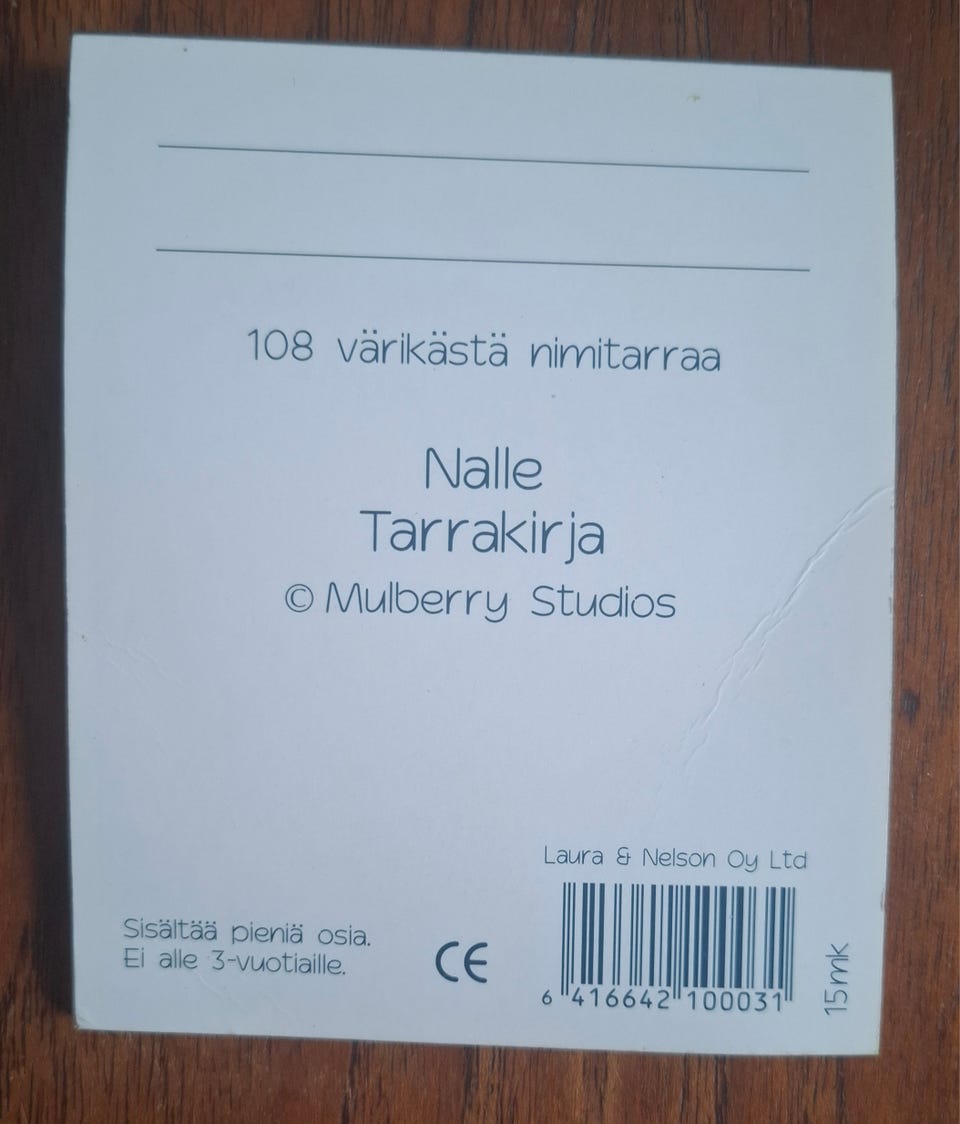 108 värikästä nimitarraa
Nalle
Tarrakirja
© Mulberry Studios
Laura & Nelson Oy Ltd
Sisältää pieniä osia.
Ei alle 3-vuotiaille.
CE
6 416642 100031
15mk